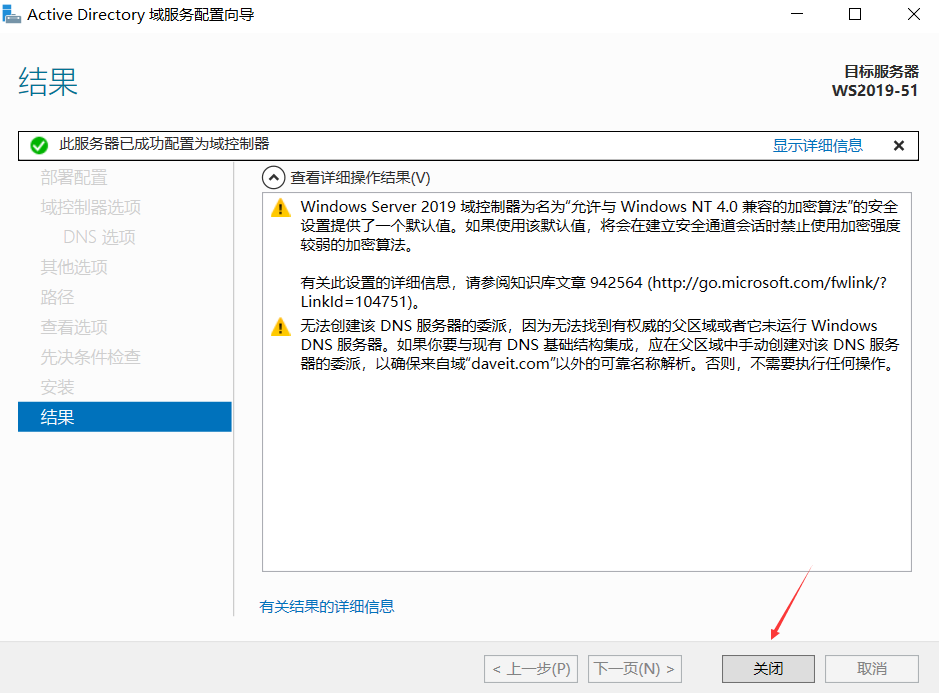 Active Directory 域服务配置向导
结果
目标服务器
WS2019-51
此服务器已成功配置为域控制器
显示详细信息
部署配置
域控制器选项
DNS 选项
其他选项
路径
查看选项
先决条件检查
安装
结果
查看详细操作结果(V)
Windows Server 2019 域控制器为名为“允许与 Windows NT 4.0 兼容的加密算法”的安全
设置提供了一个默认值。如果使用该默认值，将会在建立安全通道会话时禁止使用加密强度
较弱的加密算法。
有关此设置的详细信息，请参阅知识库文章 942564 (http://go.microsoft.com/fwlink/?
LinkId=104751)。
无法创建该 DNS 服务器的委派，因为无法找到有权威的父区域或者它未运行 Windows
DNS 服务器。如果你要与现有 DNS 基础结构集成，应在父区域中手动创建对该 DNS 服务
器的委派，以确保来自域“daveit.com”以外的可靠名称解析。否则，不需要执行任何操作。
有关结果的详细信息
< 上一步(P)
下一页(N) >
关闭
取消